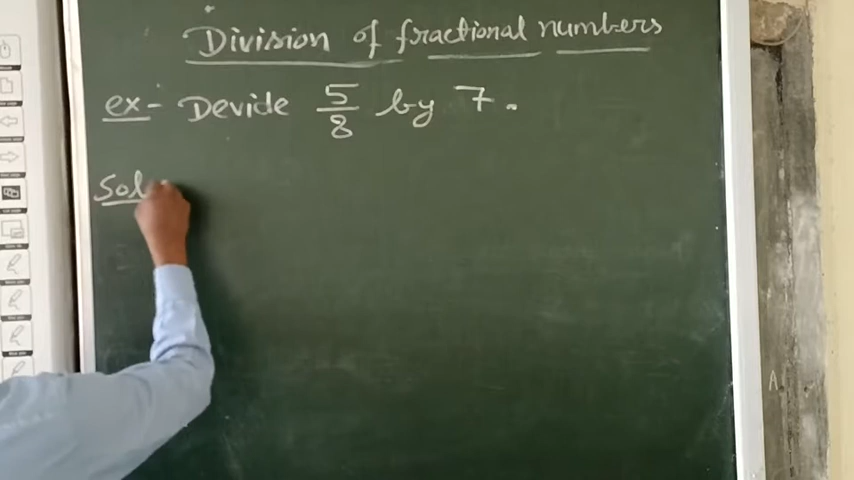 Division of fractional numbers
ex- Devide 5/8 by 7.
Sol
A